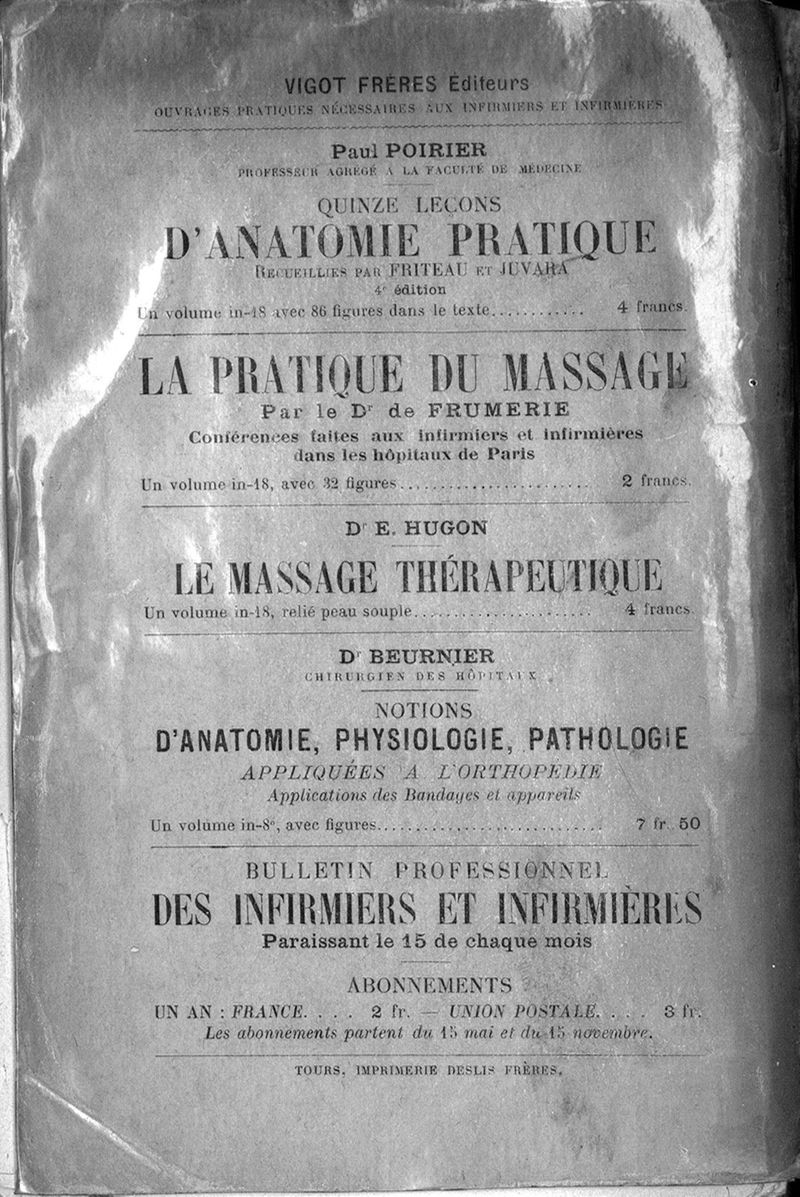 VIGOT FRÈRES Éditeurs
OUVRAGES PRATIQUES NÉCESSAIRES AUX INFIRMIERS ET INFIRMIÈRES
Paul POIRIER
PROFESSEUR AGRÉGÉ A LA FACULTÉ DE MÉDECINE
QUINZE LEÇONS
D'ANATOMIE PRATIQUE
RECUEILLIES PAR FRITEAU ET JUVARA
4e édition
Un volume in-18 avec 86 figures dans le texte............ 4 francs.
LA PRATIQUE DU MASSAGE
Par le Dr de FRUMERIE
Conférences faites aux infirmiers et infirmières
dans les hôpitaux de Paris
Un volume in-18, avec 32 figures........................ 2 francs.
Dr E. HUGON
LE MASSAGE THÉRAPEUTIQUE
Un volume in-18, relié peau souple...................... 4 francs.
Dr BEURNIER
CHIRURGIEN DES HÔPITAUX
NOTIONS
D'ANATOMIE, PHYSIOLOGIE, PATHOLOGIE
APPLIQUÉES A L'ORTHOPEDIE
Applications des Bandages et appareils
Un volume in-8o, avec figures............................ 7 fr. 50
BULLETIN PROFESSIONNEL
DES INFIRMIERS ET INFIRMIÈRES
Paraissant le 15 de chaque mois
ABONNEMENTS
UN AN : FRANCE. . . . 2 fr. — UNION POSTALE. . . . 3 fr.
Les abonnements partent du 15 mai et du 15 novembre.
TOURS, IMPRIMERIE DESLIS FRÈRES.